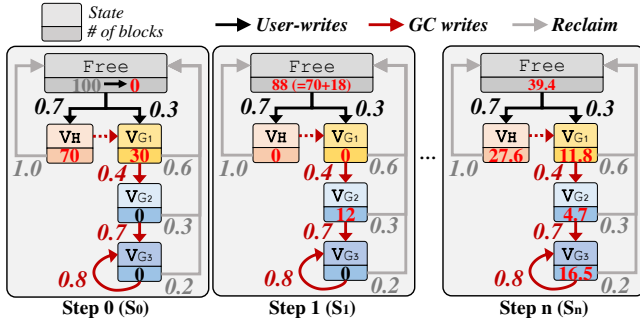 State
# of blocks
User-writes
GC writes
Reclaim
Free
100 0
0.7
0.3
VH
70
VG1
30
1.0
0.4
0.6
VG2
0
0.7
0.3
VG3
0
0.8
0.2
Step 0 (S0)
Free
88 (=70+18)
0.7
0.3
VH
0
VG1
0
1.0
0.4
0.6
VG2
12
0.7
0.3
VG3
0
0.8
0.2
Step 1 (S1)
...
Free
39.4
0.7
0.3
VH
27.6
VG1
11.8
1.0
0.4
0.6
VG2
4.7
0.7
0.3
VG3
16.5
0.8
0.2
Step n (Sn)